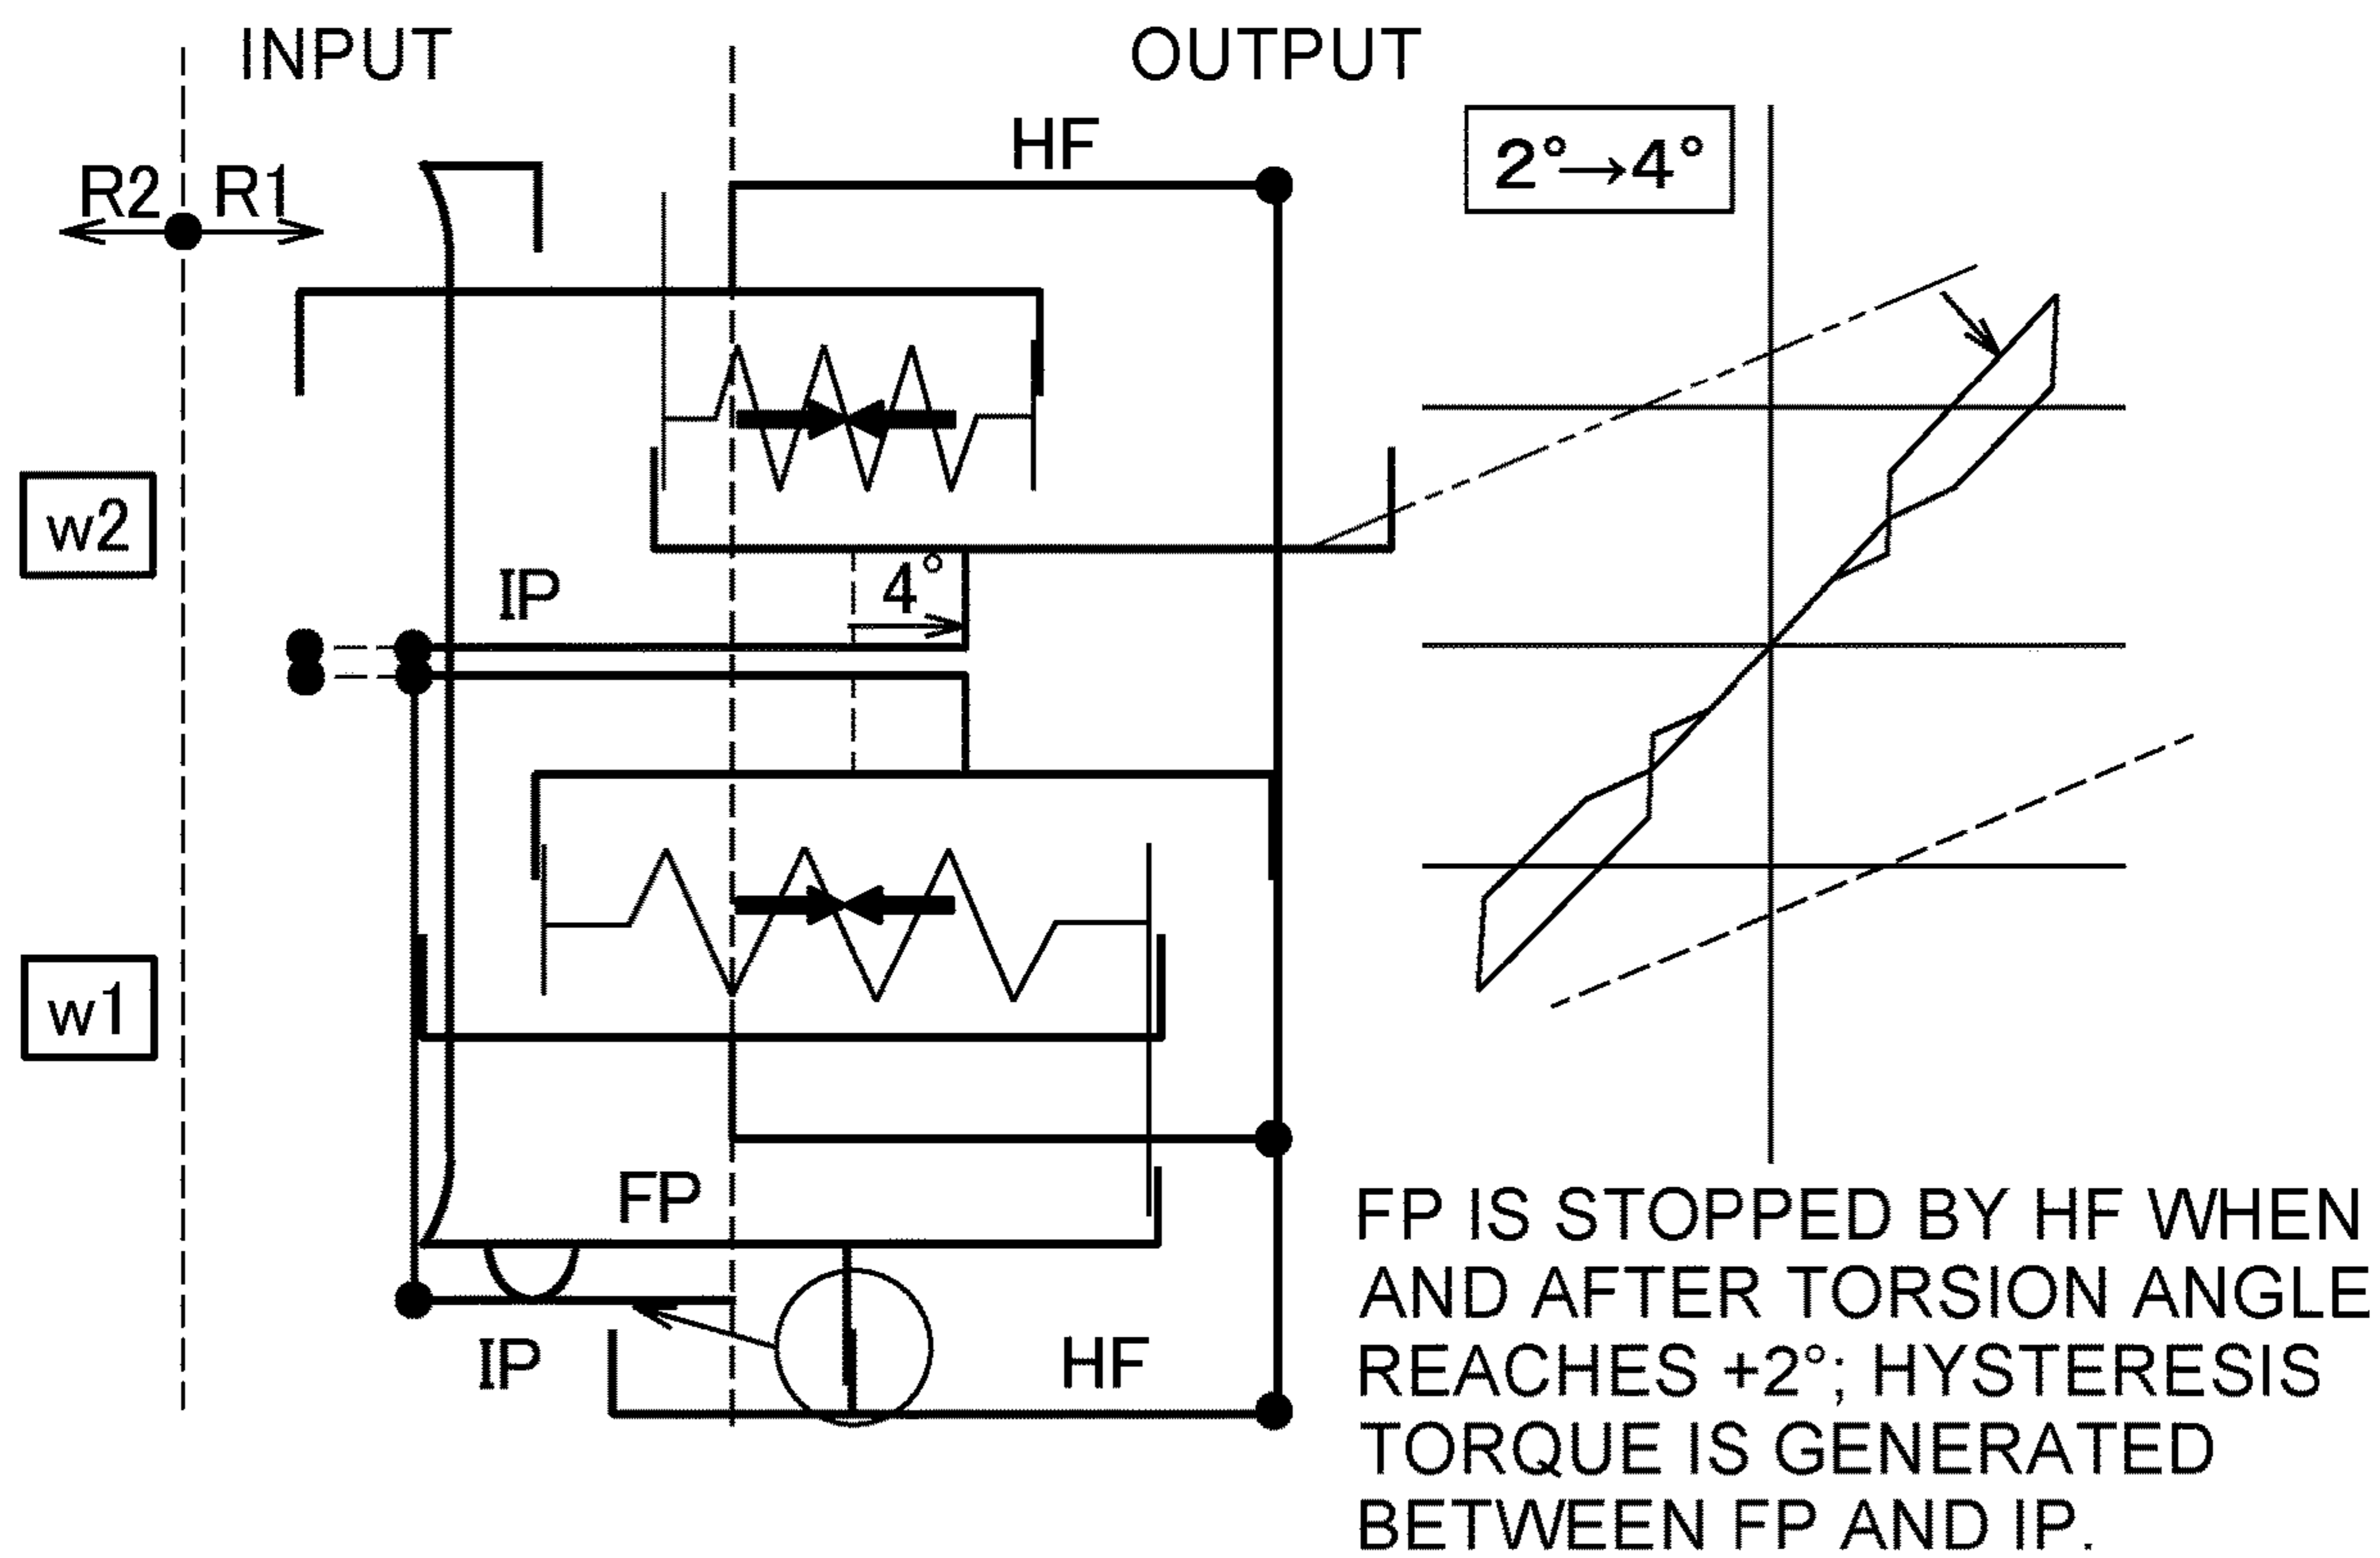 INPUT
OUTPUT
HF
2°→4°
R2
R1
w2
IP
4°
w1
FP
IP
HF
FP IS STOPPED BY HF WHEN
AND AFTER TORSION ANGLE
REACHES +2°; HYSTERESIS
TORQUE IS GENERATED
BETWEEN FP AND IP.